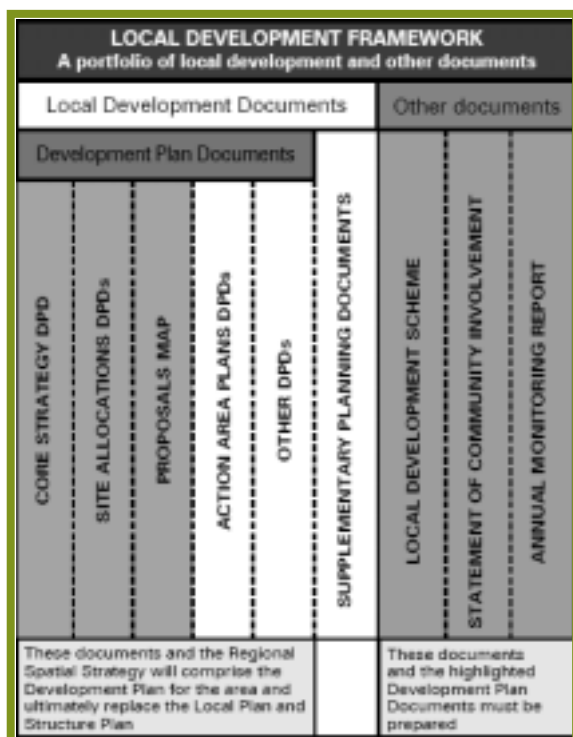 LOCAL DEVELOPMENT FRAMEWORK
A portfolio of local development and other documents
Local Development Documents
Other documents
Development Plan Documents
CORE STRATEGY DPD
SITE ALLOCATIONS DPDs
PROPOSALS MAP
ACTION AREA PLANS DPDs
OTHER DPDs
SUPPLEMENTARY PLANNING DOCUMENTS
LOCAL DEVELOPMENT SCHEME
STATEMENT OF COMMUNITY INVOLVEMENT
ANNUAL MONITORING REPORT
These documents and the Regional
Spatial Strategy will comprise the
Development Plan for the area and
ultimately replace the Local Plan and
Structure Plan
These documents
and the highlighted
Development Plan
Documents must be
prepared